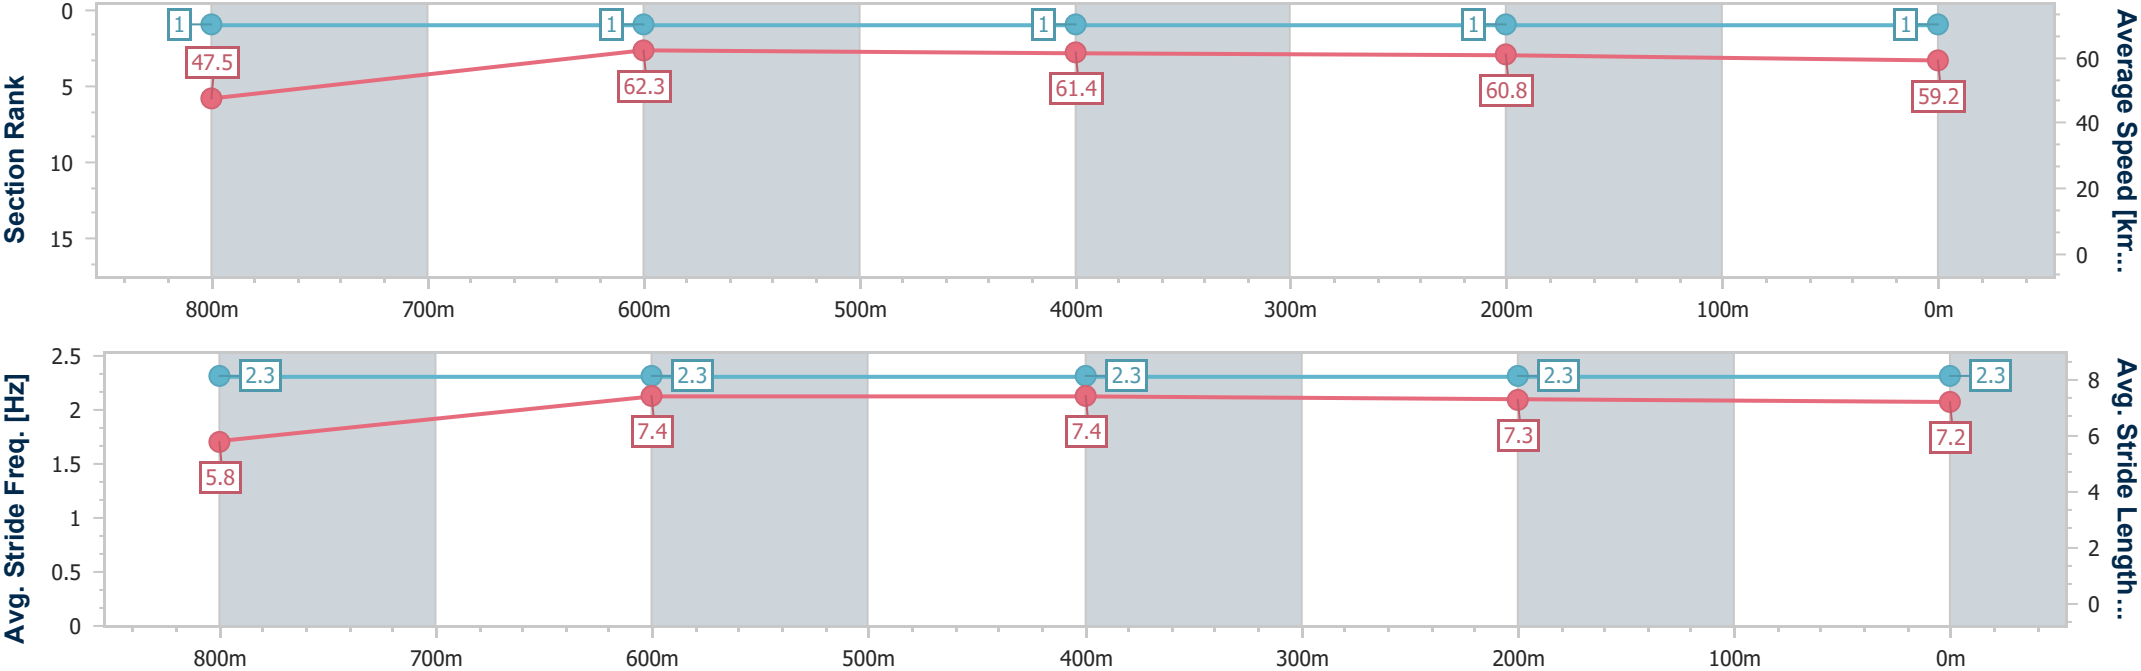 Section Rank
0
5
10
15
1
1
1
1
1
47.5
62.3
61.4
60.8
59.2
60
40
20
0
Average Speed [km...
800m
700m
600m
500m
400m
300m
200m
100m
0m
Avg. Stride Freq. [Hz]
2.5
2
1.5
1
0.5
0
2.3
2.3
2.3
2.3
2.3
5.8
7.4
7.4
7.3
7.2
8
6
4
2
0
Avg. Stride Length...
800m
700m
600m
500m
400m
300m
200m
100m
0m